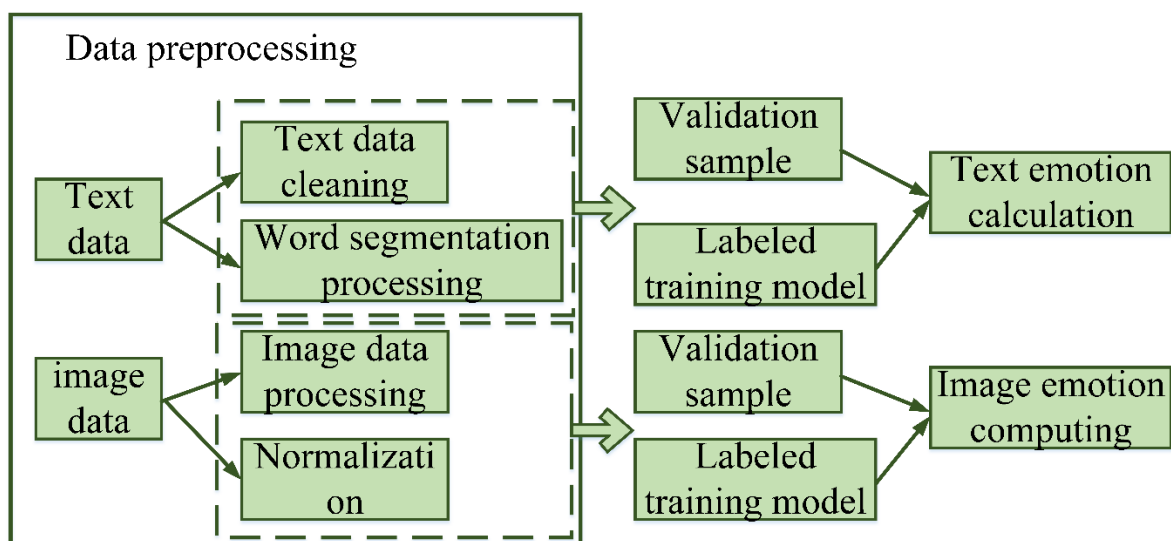 Data preprocessing
Text
data
Text data
cleaning
Word segmentation
processing
Validation
sample
Labeled
training model
Text emotion
calculation
image
data
Image data
processing
Normalizati
on
Validation
sample
Labeled
training model
Image emotion
computing